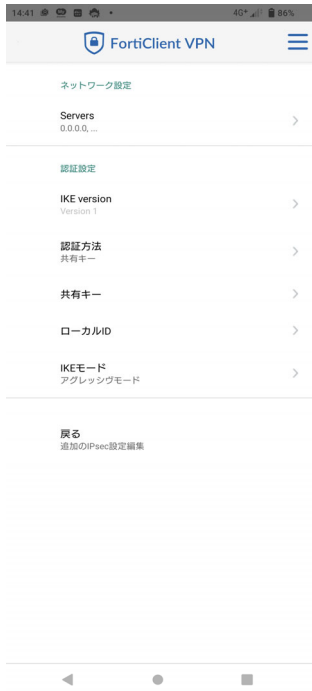 14:41 4G+ 86%
FortiClient VPN
ネットワーク設定
Servers
0.0.0.0, ...
認証設定
IKE version
Version 1
認証方法
共有キー
共有キー
ローカルID
IKEモード
アグレッシヴモード
戻る
追加のIPsec設定編集